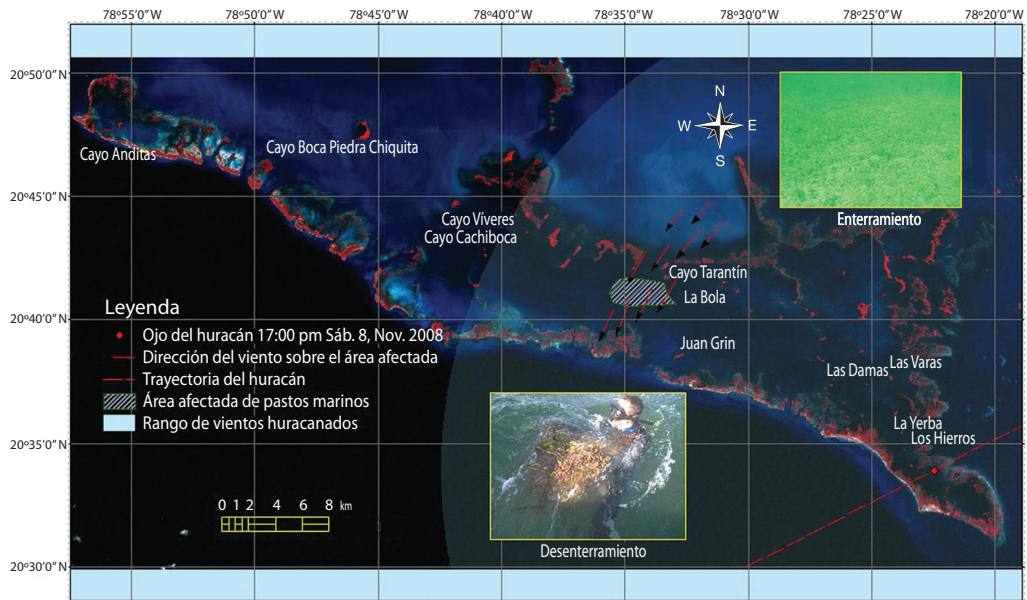 78º55'0"W 78º50'0"W 78º45'0"W 78º40'0"W 78º35'0"W 78º30'0"W 78º25'0"W 78º20'0"W
20º50'0" N
20º45'0" N
20º40'0" N
20º35'0" N
20º30'0" N
N
W E
S
Enterramiento
Cayo Anditas
Cayo Boca Piedra Chiquita
Cayo Víveres
Cayo Cachiboca
Cayo Tarantín
La Bola
Juan Grin
Las Damas
Las Varas
La Yerba
Los Hierros
Leyenda
Ojo del huracán 17:00 pm Sáb. 8, Nov. 2008
Dirección del viento sobre el área afectada
Trayectoria del huracán
Área afectada de pastos marinos
Rango de vientos huracanados
0 1 2 4 6 8 km
Desenterramiento